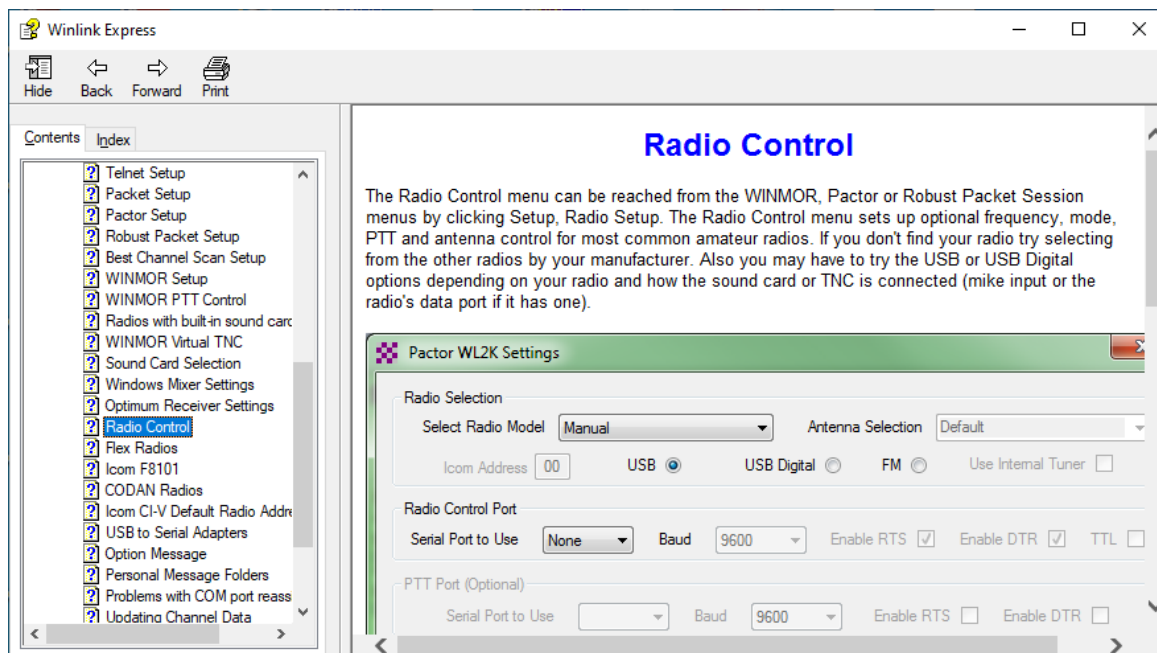 Winlink Express
Hide Back Forward Print
Contents Index
Telnet Setup
Packet Setup
Pactor Setup
Robust Packet Setup
Best Channel Scan Setup
WINMOR Setup
WINMOR PTT Control
Radios with built-in sound card
WINMOR Virtual TNC
Sound Card Selection
Windows Mixer Settings
Optimum Receiver Settings
Radio Control
Flex Radios
Icom F8101
CODAN Radios
Icom CI-V Default Radio Addre
USB to Serial Adapters
Option Message
Personal Message Folders
Problems with COM port reass
Updating Channel Data
Radio Control
The Radio Control menu can be reached from the WINMOR, Pactor or Robust Packet Session
menus by clicking Setup, Radio Setup. The Radio Control menu sets up optional frequency, mode,
PTT and antenna control for most common amateur radios. If you don't find your radio try selecting
from the other radios by your manufacturer. Also you may have to try the USB or USB Digital
options depending on your radio and how the sound card or TNC is connected (mike input or the
radio's data port if it has one).
Pactor WL2K Settings
Radio Selection
Select Radio Model Manual Antenna Selection Default
Icom Address 00 USB USB Digital FM Use Internal Tuner
Radio Control Port
Serial Port to Use None Baud 9600 Enable RTS Enable DTR TTL
PTT Port (Optional)
Serial Port to Use Baud 9600 Enable RTS Enable DTR